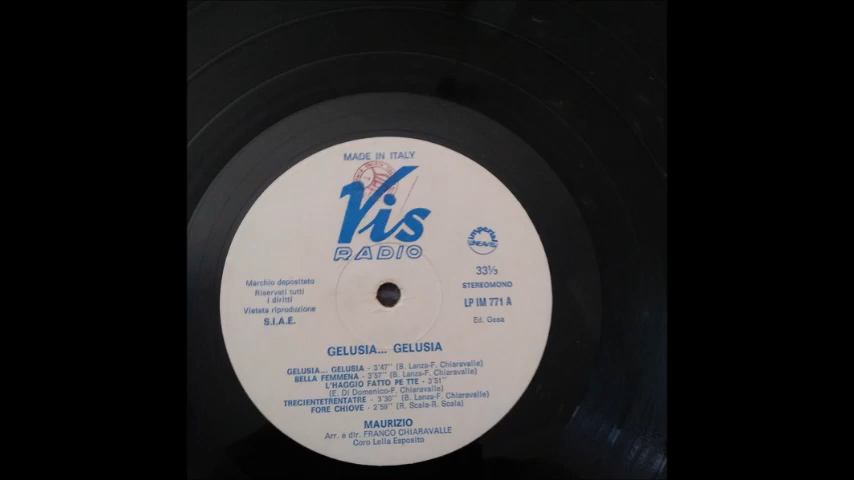 MADE IN ITALY
Vis
RADIO
imperial
LINEAVIS
Marchio depositato
Riservati tutti
i diritti
Vietata riproduzione
S.I.A.E.
33⅓
STEREOMONO
LP IM 771 A
Ed. Gesa
GELUSIA... GELUSIA
GELUSIA... GELUSIA - 3'47'' (B. Lanza-F. Chiaravalle)
BELLA FEMMENA - 3'37'' (B. Lanza-F. Chiaravalle)
L'HAGGIO FATTO PE TTE - 3'51''
(E. Di Domenico-F. Chiaravalle)
TRECIENTETRENTATRE - 3'30'' (B. Lanza-F. Chiaravalle)
FORE CHIOVE - 2'59'' (R. Scala-R. Scala)
MAURIZIO
Arr. e dir. FRANCO CHIARAVALLE
Coro Lella Esposito